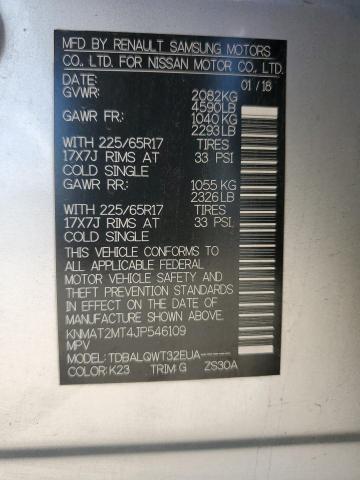 MFD BY RENAULT SAMSUNG MOTORS
CO., LTD. FOR NISSAN MOTOR CO., LTD.
DATE: 01 / 18
GVWR: 2082KG
4590LB
GAWR FR: 1040 KG
2293LB
WITH 225/65R17 TIRES
17X7J RIMS AT 33 PSI
COLD SINGLE
GAWR RR: 1055 KG
2326LB
WITH 225/65R17 TIRES
17X7J RIMS AT 33 PSI
COLD SINGLE
THIS VEHICLE CONFORMS TO
ALL APPLICABLE FEDERAL
MOTOR VEHICLE SAFETY AND
THEFT PREVENTION STANDARDS
IN EFFECT ON THE DATE OF
MANUFACTURE SHOWN ABOVE.
KNMAT2MT4JP546109
MPV
MODEL: TDBALQWT32EUA-----
COLOR: K23 TRIM: G ZS30A